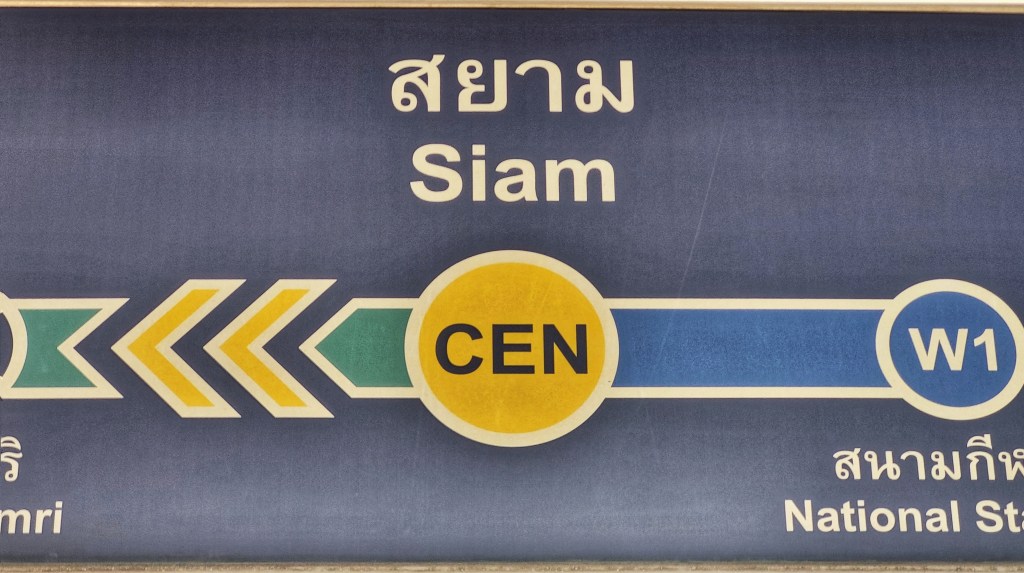 สยาม
Siam
CEN
W1
สนามกีฬ
National Sta
ริ
mri